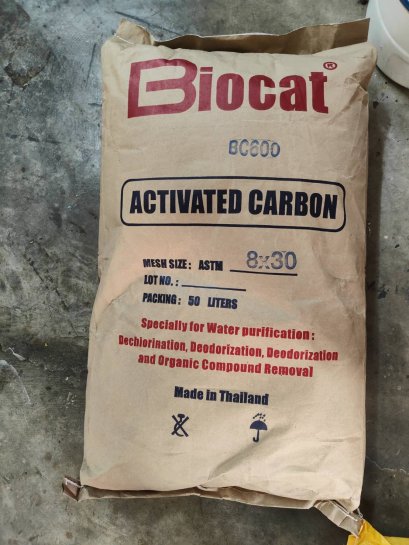 Biocat®
BC600
ACTIVATED CARBON
MESH SIZE : ASTM 8x30
LOT NO. :
PACKING : 50 LITERS
Specially for Water purification :
Dechlorination, Deodorization, Deodorization
and Organic Compound Removal
Made in Thailand